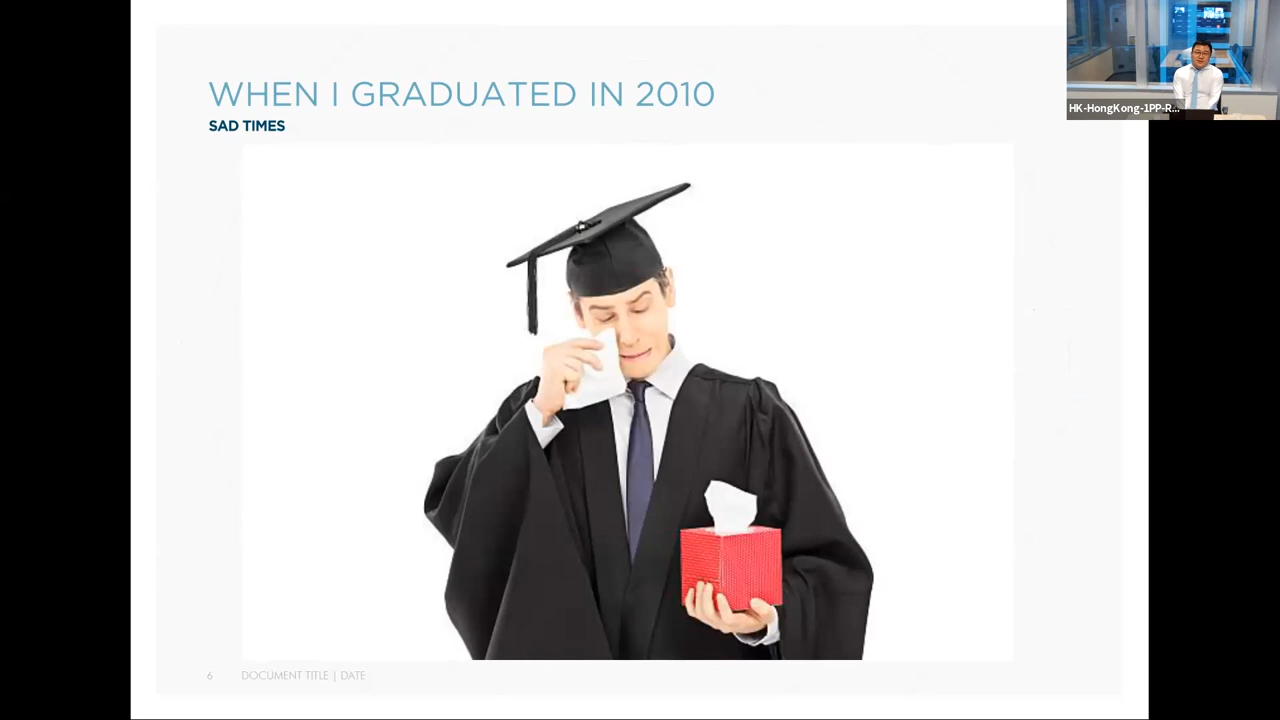 WHEN I GRADUATED IN 2010
SAD TIMES
HK-HongKong-1PP-R...
6 DOCUMENT TITLE | DATE